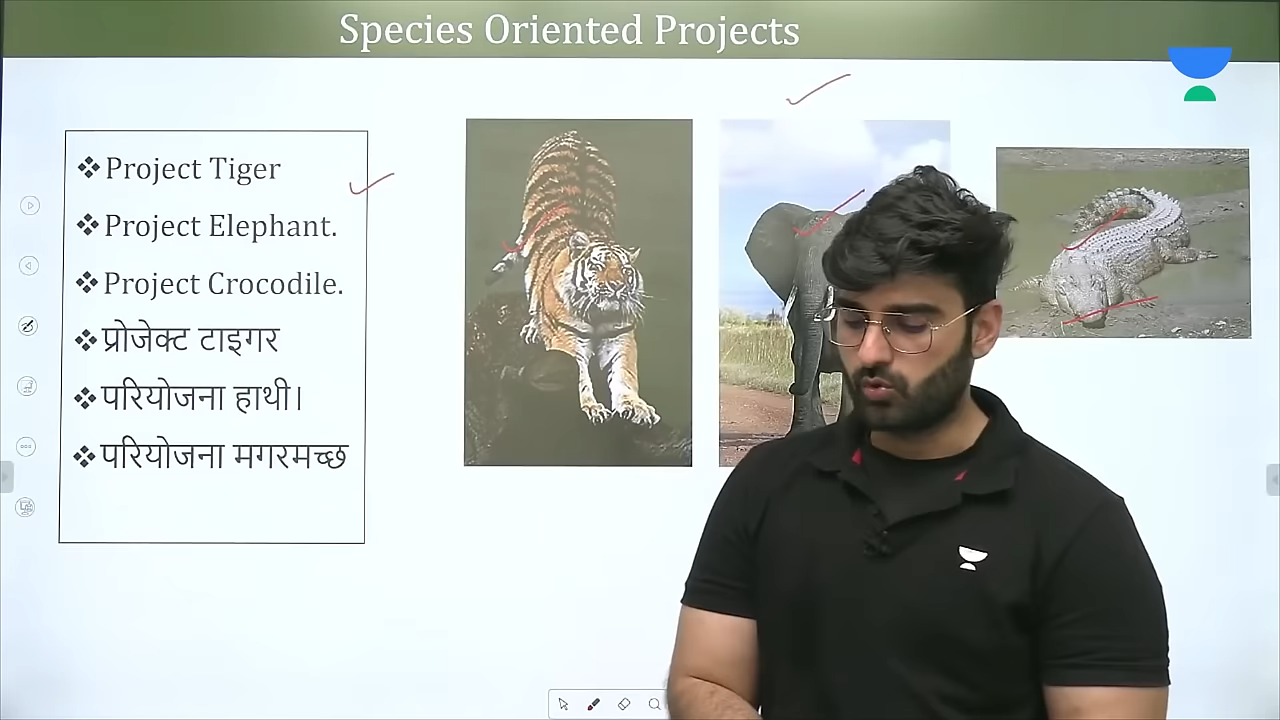 Species Oriented Projects
❖Project Tiger
❖Project Elephant.
❖Project Crocodile.
❖प्रोजेक्ट टाइगर
❖परियोजना हाथी।
❖परियोजना मगरमच्छ